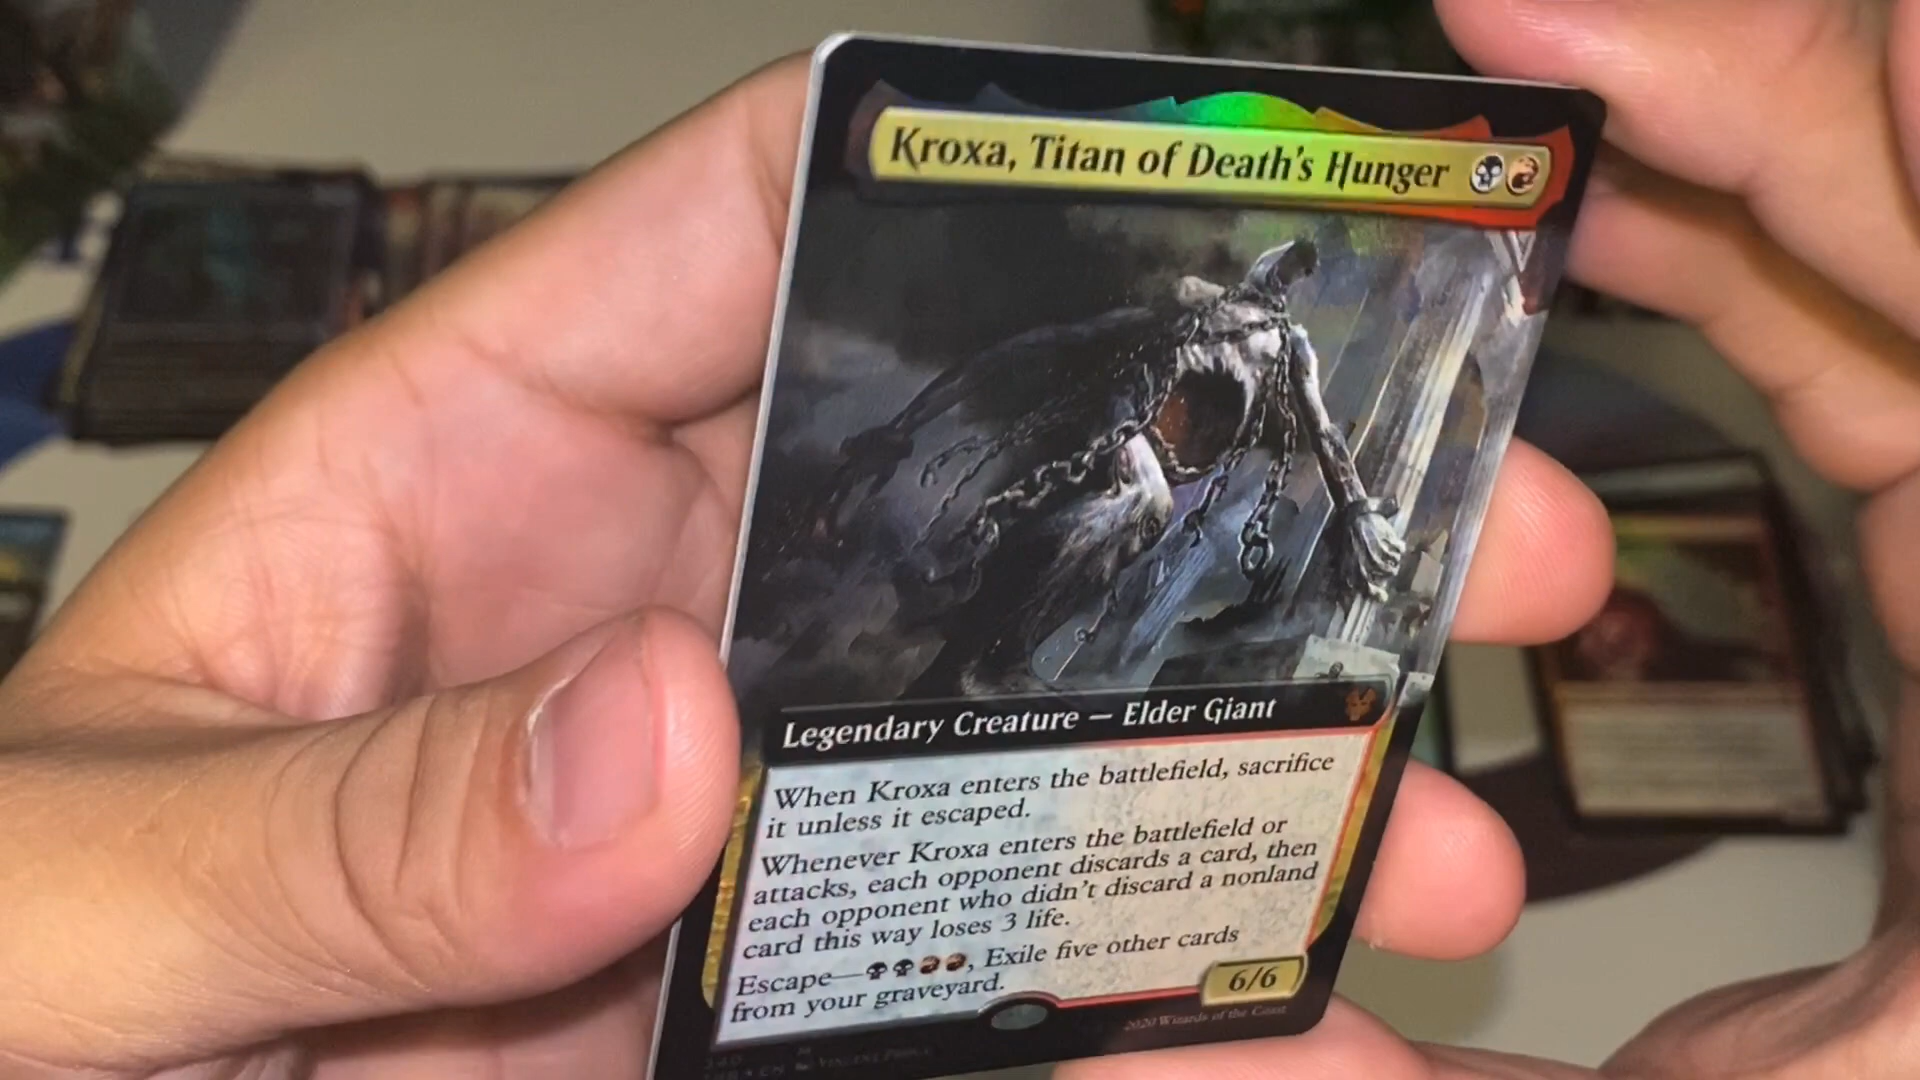 Kroxa, Titan of Death's Hunger
Legendary Creature — Elder Giant
When Kroxa enters the battlefield, sacrifice
it unless it escaped.
Whenever Kroxa enters the battlefield or
attacks, each opponent discards a card, then
each opponent who didn't discard a nonland
card this way loses 3 life.
Escape—, Exile five other cards
from your graveyard.
6/6
2020 Wizards of the Coast